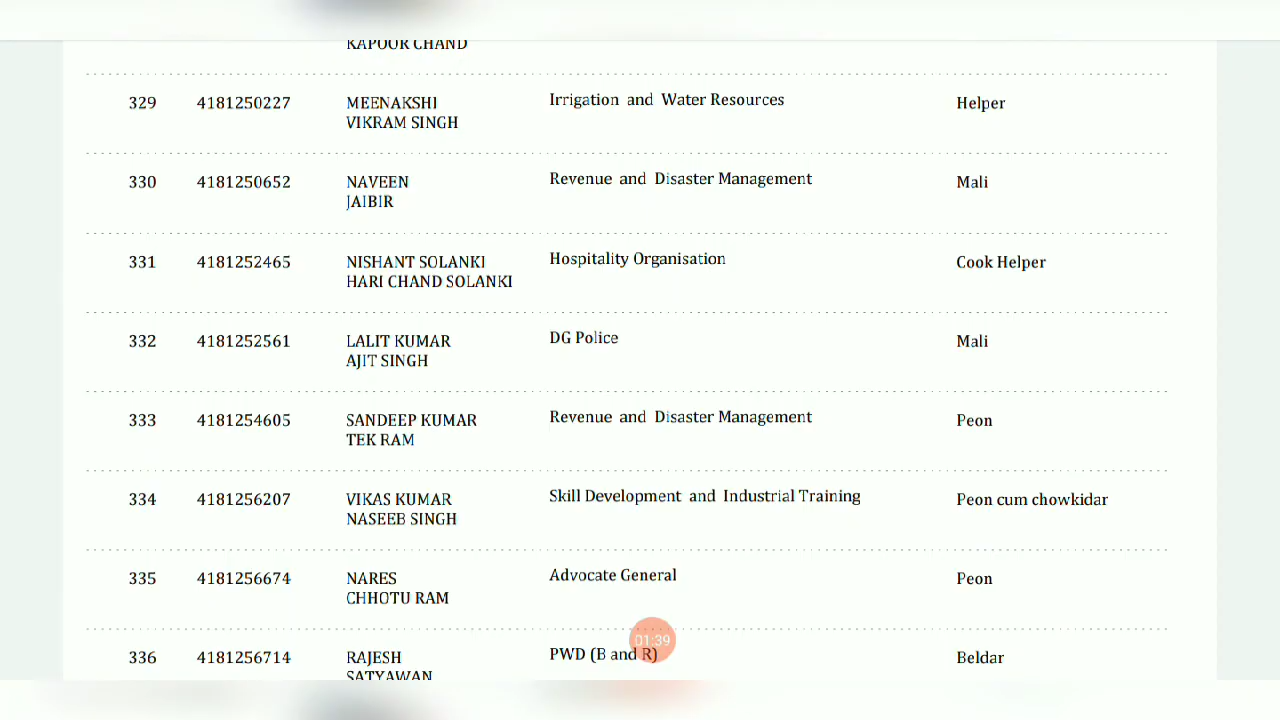 KAPOOR CHAND
329 4181250227 MEENAKSHI Irrigation and Water Resources Helper
VIKRAM SINGH
330 4181250652 NAVEEN Revenue and Disaster Management Mali
JAIBIR
331 4181252465 NISHANT SOLANKI Hospitality Organisation Cook Helper
HARI CHAND SOLANKI
332 4181252561 LALIT KUMAR DG Police Mali
AJIT SINGH
333 4181254605 SANDEEP KUMAR Revenue and Disaster Management Peon
TEK RAM
334 4181256207 VIKAS KUMAR Skill Development and Industrial Training Peon cum chowkidar
NASEEB SINGH
335 4181256674 NARES Advocate General Peon
CHHOTU RAM
01:39
336 4181256714 RAJESH PWD (B and R) Beldar
SATYAWAN